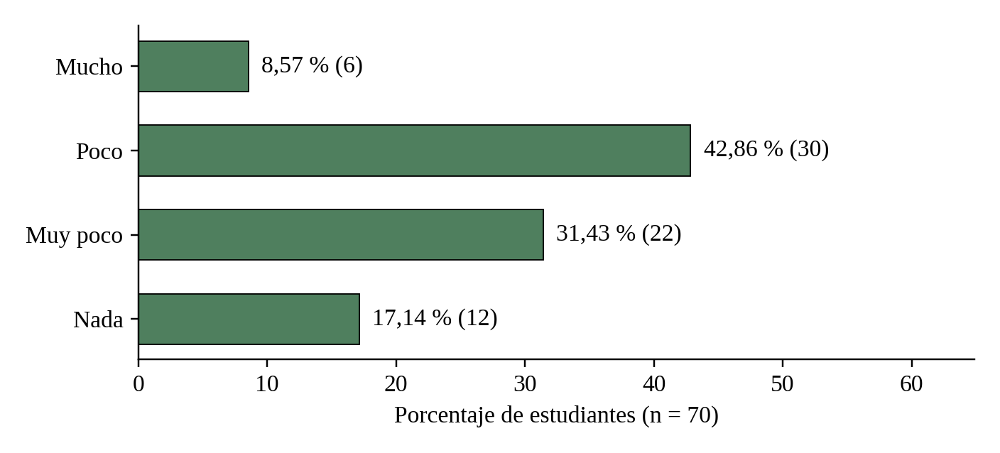 Mucho 8,57 % (6)
Poco 42,86 % (30)
Muy poco 31,43 % (22)
Nada 17,14 % (12)
0 10 20 30 40 50 60
Porcentaje de estudiantes (n = 70)